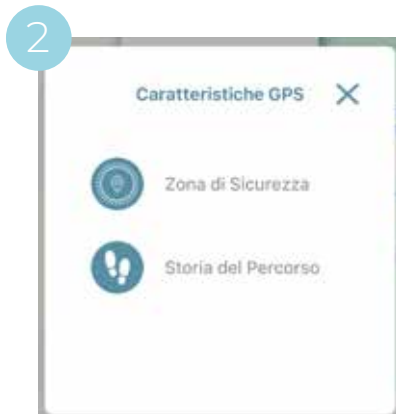 2
Caratteristiche GPS
Zona di Sicurezza
Storia del Percorso